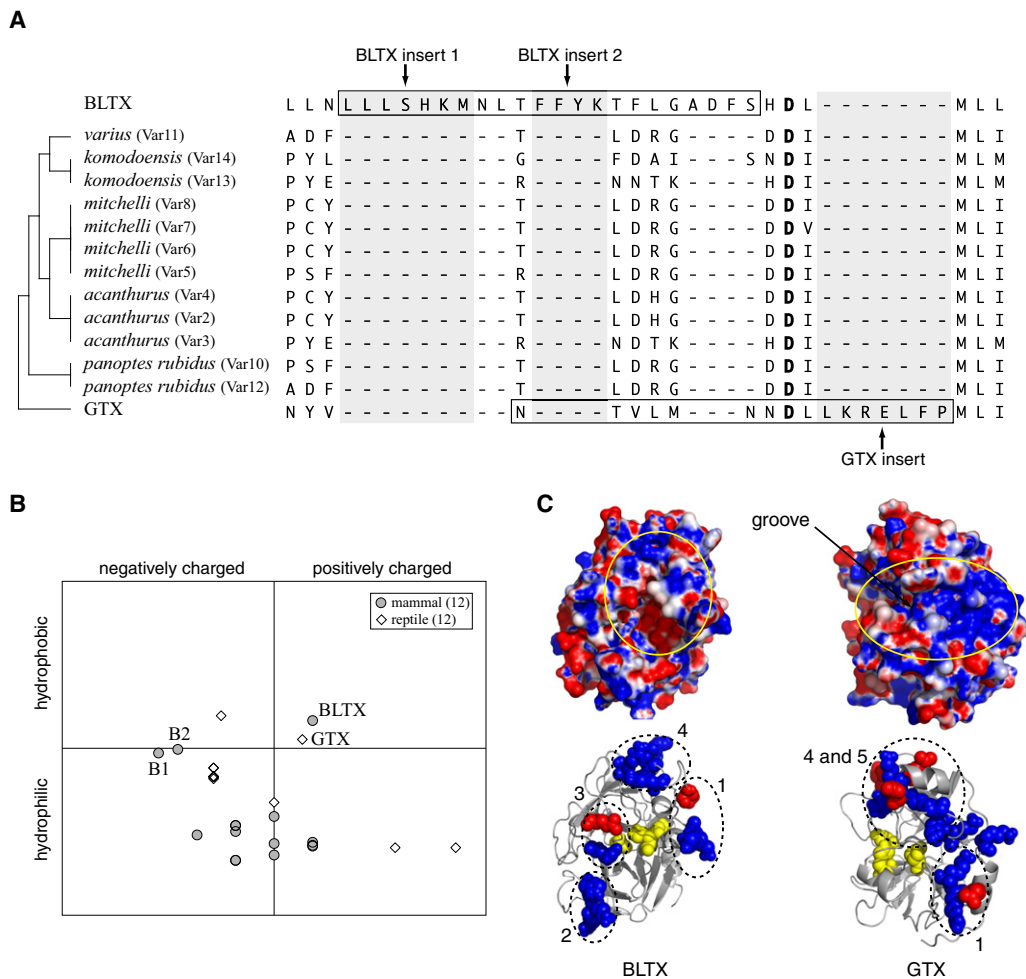 A
BLTX insert 1
BLTX insert 2
BLTX L L N L L L S H K M N L T F F Y K T F L G A D F S H D L - - - - - - - M L L
varius (Var11) A D F - - - - - - - - - T - - - - L D R G - - - - D D I - - - - - - - M L I
komodoensis (Var14) P Y L - - - - - - - - - G - - - - F D A I - - - S N D I - - - - - - - M L M
komodoensis (Var13) P Y E - - - - - - - - - R - - - - N N T K - - - - H D I - - - - - - - M L M
mitchelli (Var8) P C Y - - - - - - - - - T - - - - L D R G - - - - D D I - - - - - - - M L I
mitchelli (Var7) P C Y - - - - - - - - - T - - - - L D R G - - - - D D V - - - - - - - M L I
mitchelli (Var6) P C Y - - - - - - - - - T - - - - L D R G - - - - D D I - - - - - - - M L I
mitchelli (Var5) P S F - - - - - - - - - R - - - - L D R G - - - - D D I - - - - - - - M L I
acanthurus (Var4) P C Y - - - - - - - - - T - - - - L D H G - - - - D D I - - - - - - - M L I
acanthurus (Var2) P C Y - - - - - - - - - T - - - - L D H G - - - - D D I - - - - - - - M L I
acanthurus (Var3) P Y E - - - - - - - - - R - - - - N D T K - - - - H D I - - - - - - - M L M
panoptes rubidus (Var10) P S F - - - - - - - - - T - - - - L D R G - - - - D D I - - - - - - - M L I
panoptes rubidus (Var12) A D F - - - - - - - - - T - - - - L D R G - - - - D D I - - - - - - - M L I
GTX N Y V - - - - - - - - - N - - - - T V L M - - - N N D L L K R E L F P M L I
GTX insert
B
negatively charged
positively charged
mammal (12)
reptile (12)
hydrophobic
hydrophilic
BLTX
GTX
B2
B1
C
groove
4
3
1
2
BLTX
4 and 5
1
GTX